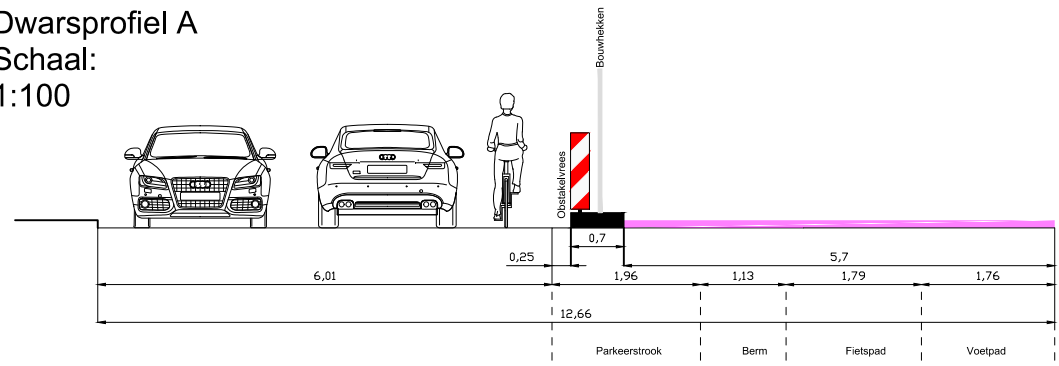 Dwarsprofiel A
Schaal:
1:100
Bouwhekken
Obstakelvrees
0,7
0,25
5,7
6,01
1,96
1,13
1,79
1,76
12,66
Parkeerstrook
Berm
Fietspad
Voetpad